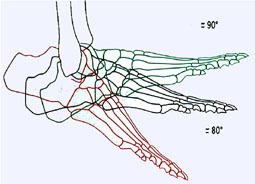 = 90°
= 80°